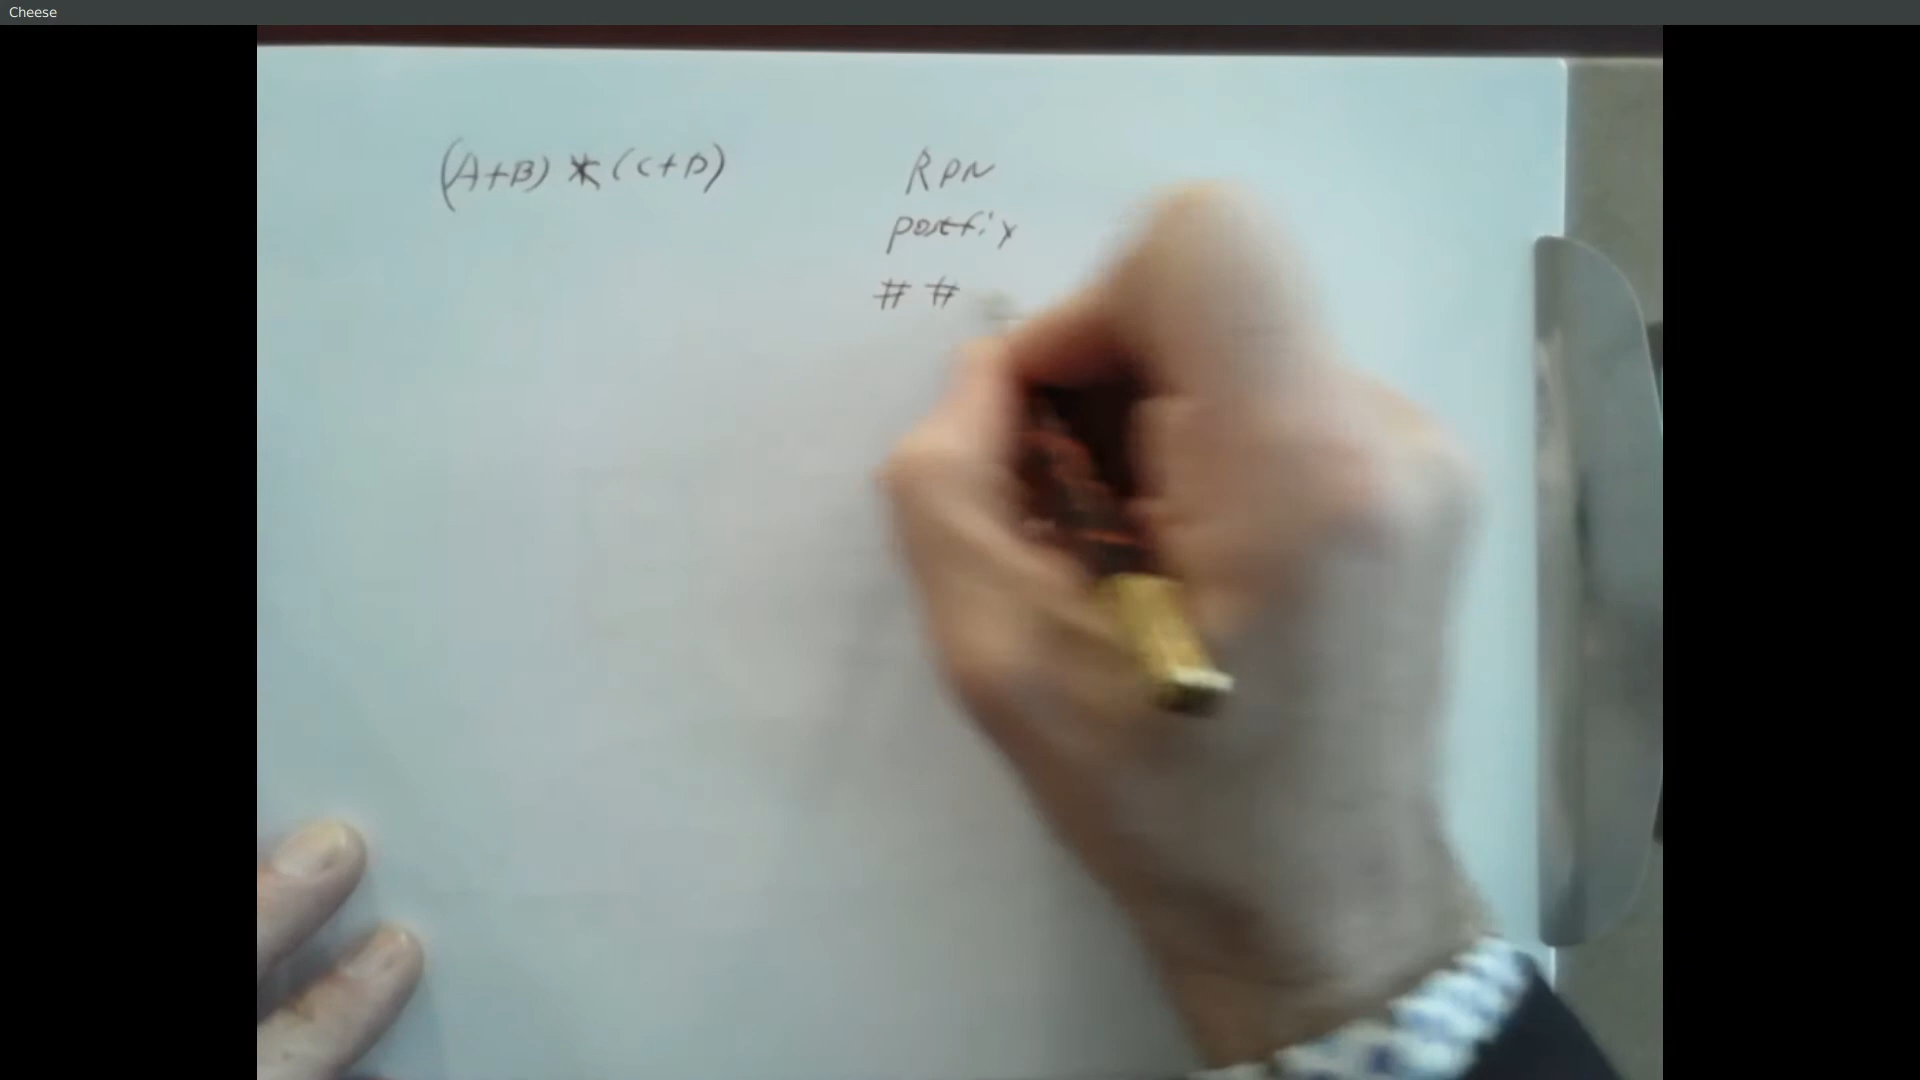 Cheese
(A+B) * (C+D)
RPN
postfix
# #